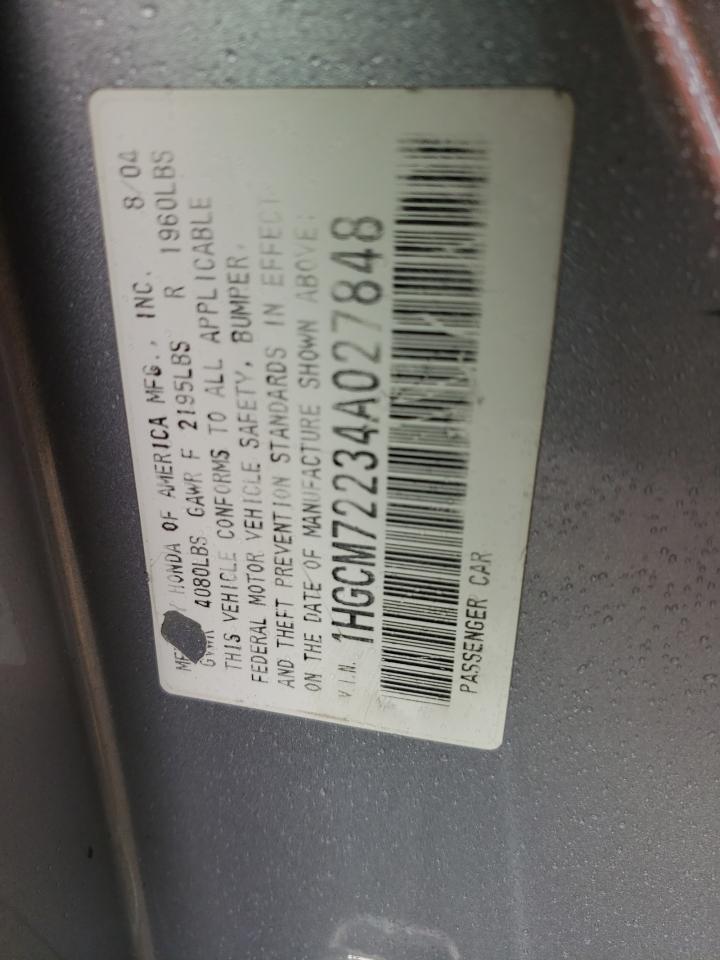 HONDA OF AMERICA MFG., INC. 8/04
4080LBS GAWR F 2195LBS R 1960LBS
THIS VEHICLE CONFORMS TO ALL APPLICABLE
FEDERAL MOTOR VEHICLE SAFETY, BUMPER,
AND THEFT PREVENTION STANDARDS IN EFFECT
ON THE DATE OF MANUFACTURE SHOWN ABOVE.
V.I.N. 1HGCM72234A027848
PASSENGER CAR